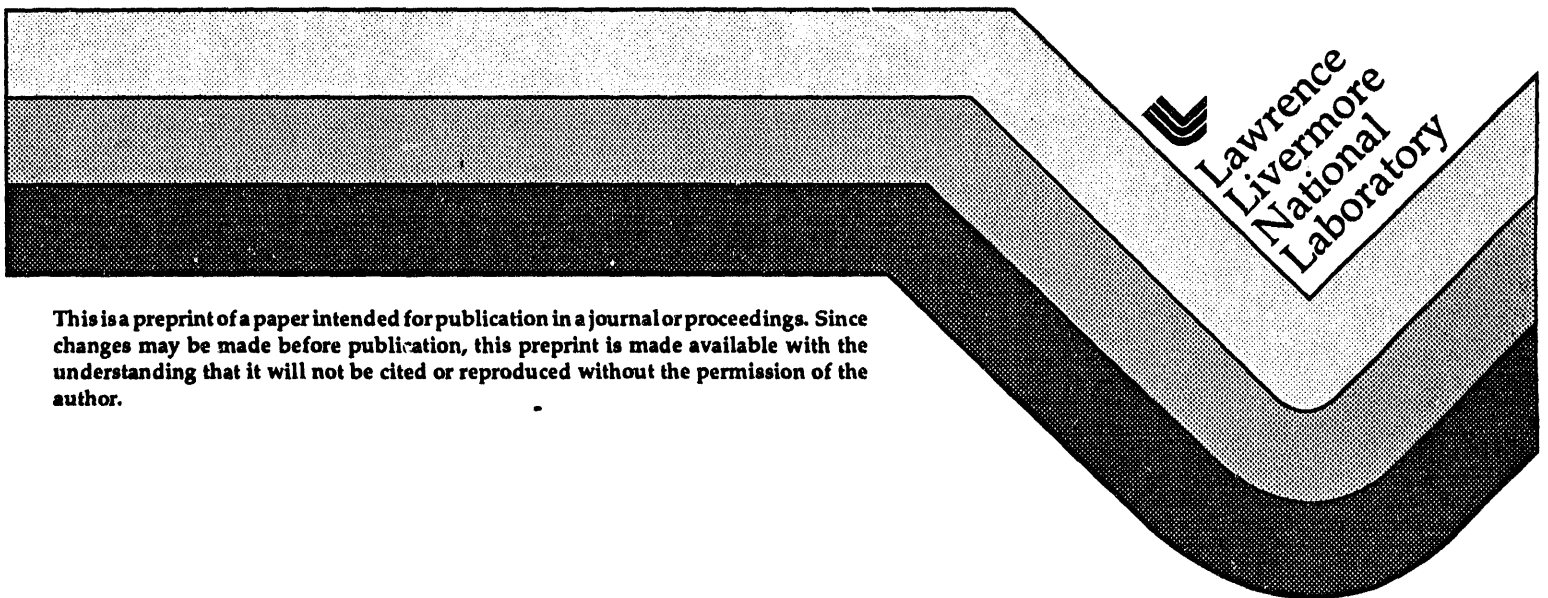 Lawrence
Livermore
National
Laboratory
This is a preprint of a paper intended for publication in a journal or proceedings. Since
changes may be made before publication, this preprint is made available with the
understanding that it will not be cited or reproduced without the permission of the
author.